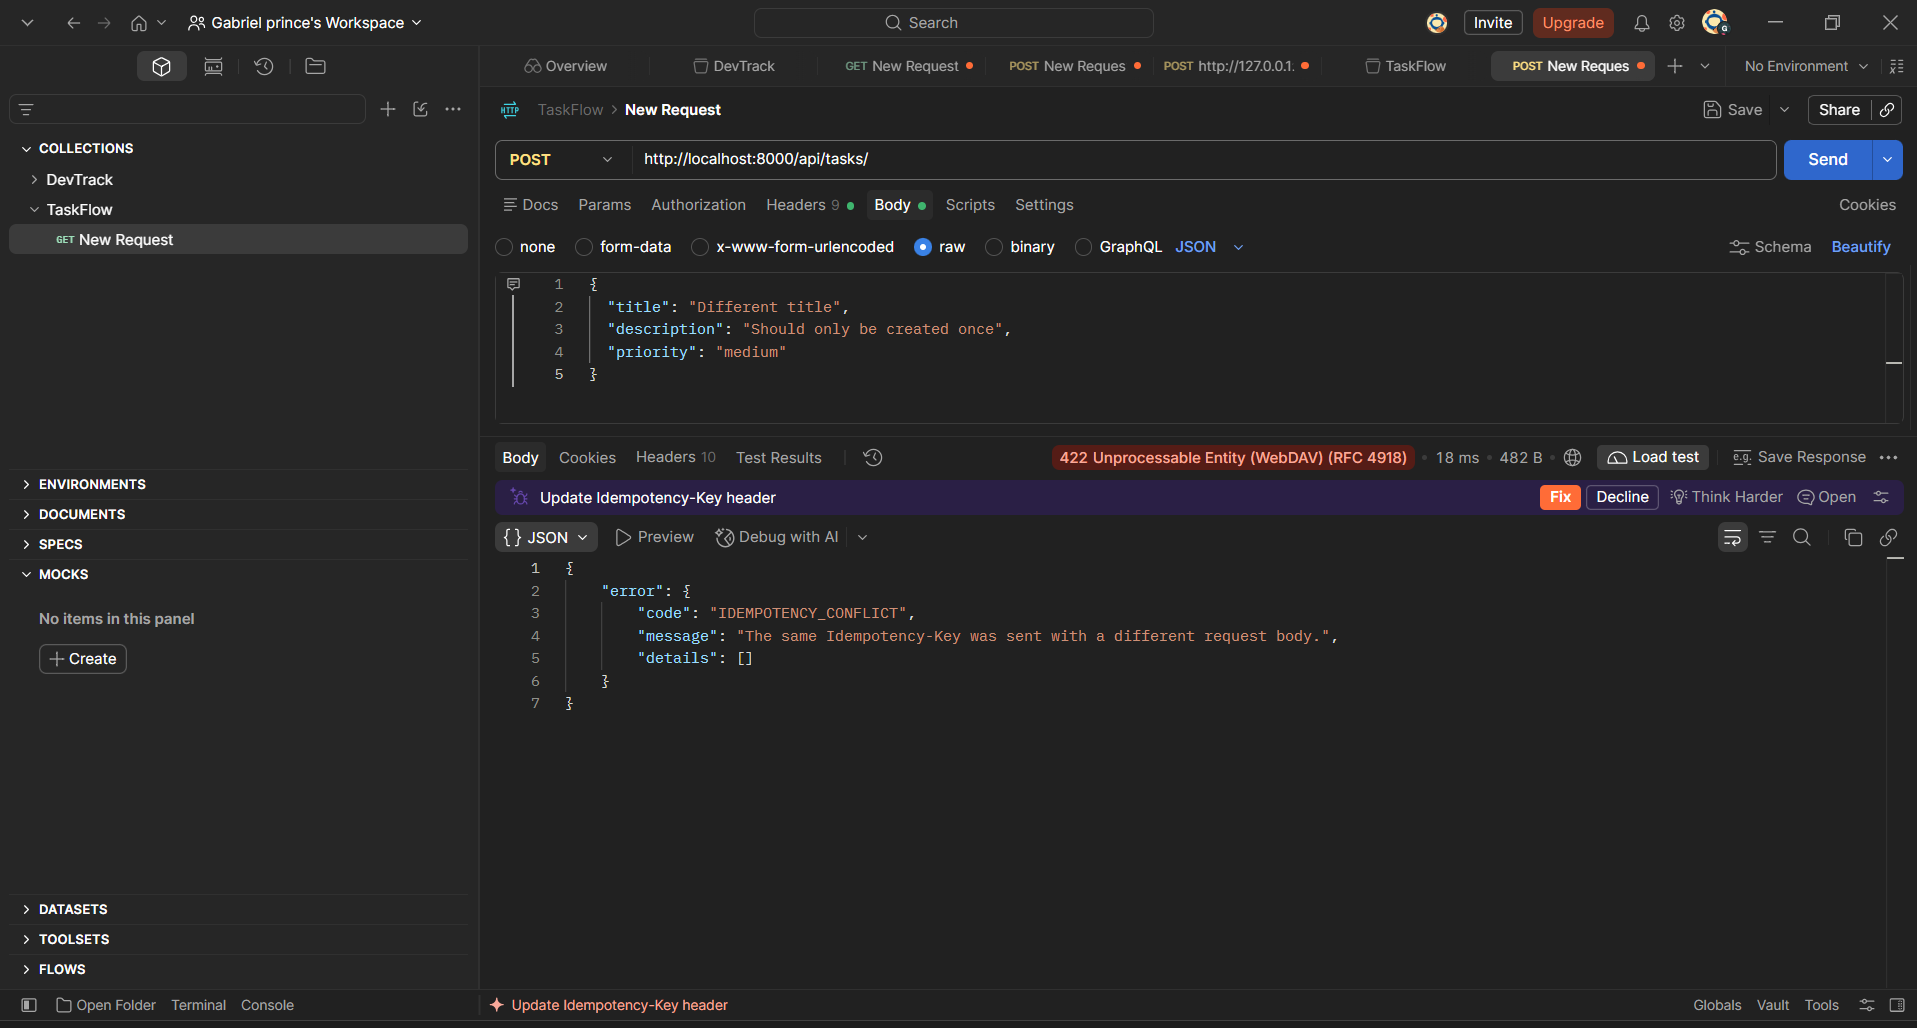 Gabriel prince's Workspace
Search
Invite
Upgrade
Overview
DevTrack
GET New Request
POST New Reques
POST http://127.0.0.1.
TaskFlow
POST New Reques
No Environment
COLLECTIONS
DevTrack
TaskFlow
GET New Request
ENVIRONMENTS
DOCUMENTS
SPECS
MOCKS
No items in this panel
Create
DATASETS
TOOLSETS
FLOWS
HTTP TaskFlow > New Request
Save
Share
POST
http://localhost:8000/api/tasks/
Send
Docs
Params
Authorization
Headers 9
Body
Scripts
Settings
Cookies
none
form-data
x-www-form-urlencoded
raw
binary
GraphQL
JSON
Schema
Beautify
1 {
2 "title": "Different title",
3 "description": "Should only be created once",
4 "priority": "medium"
5 }
Body
Cookies
Headers 10
Test Results
422 Unprocessable Entity (WebDAV) (RFC 4918)
18 ms
482 B
Load test
e.g. Save Response
Update Idempotency-Key header
Fix
Decline
Think Harder
Open
{} JSON
Preview
Debug with AI
1 {
2 "error": {
3 "code": "IDEMPOTENCY_CONFLICT",
4 "message": "The same Idempotency-Key was sent with a different request body.",
5 "details": []
6 }
7 }
Open Folder
Terminal
Console
Update Idempotency-Key header
Globals
Vault
Tools